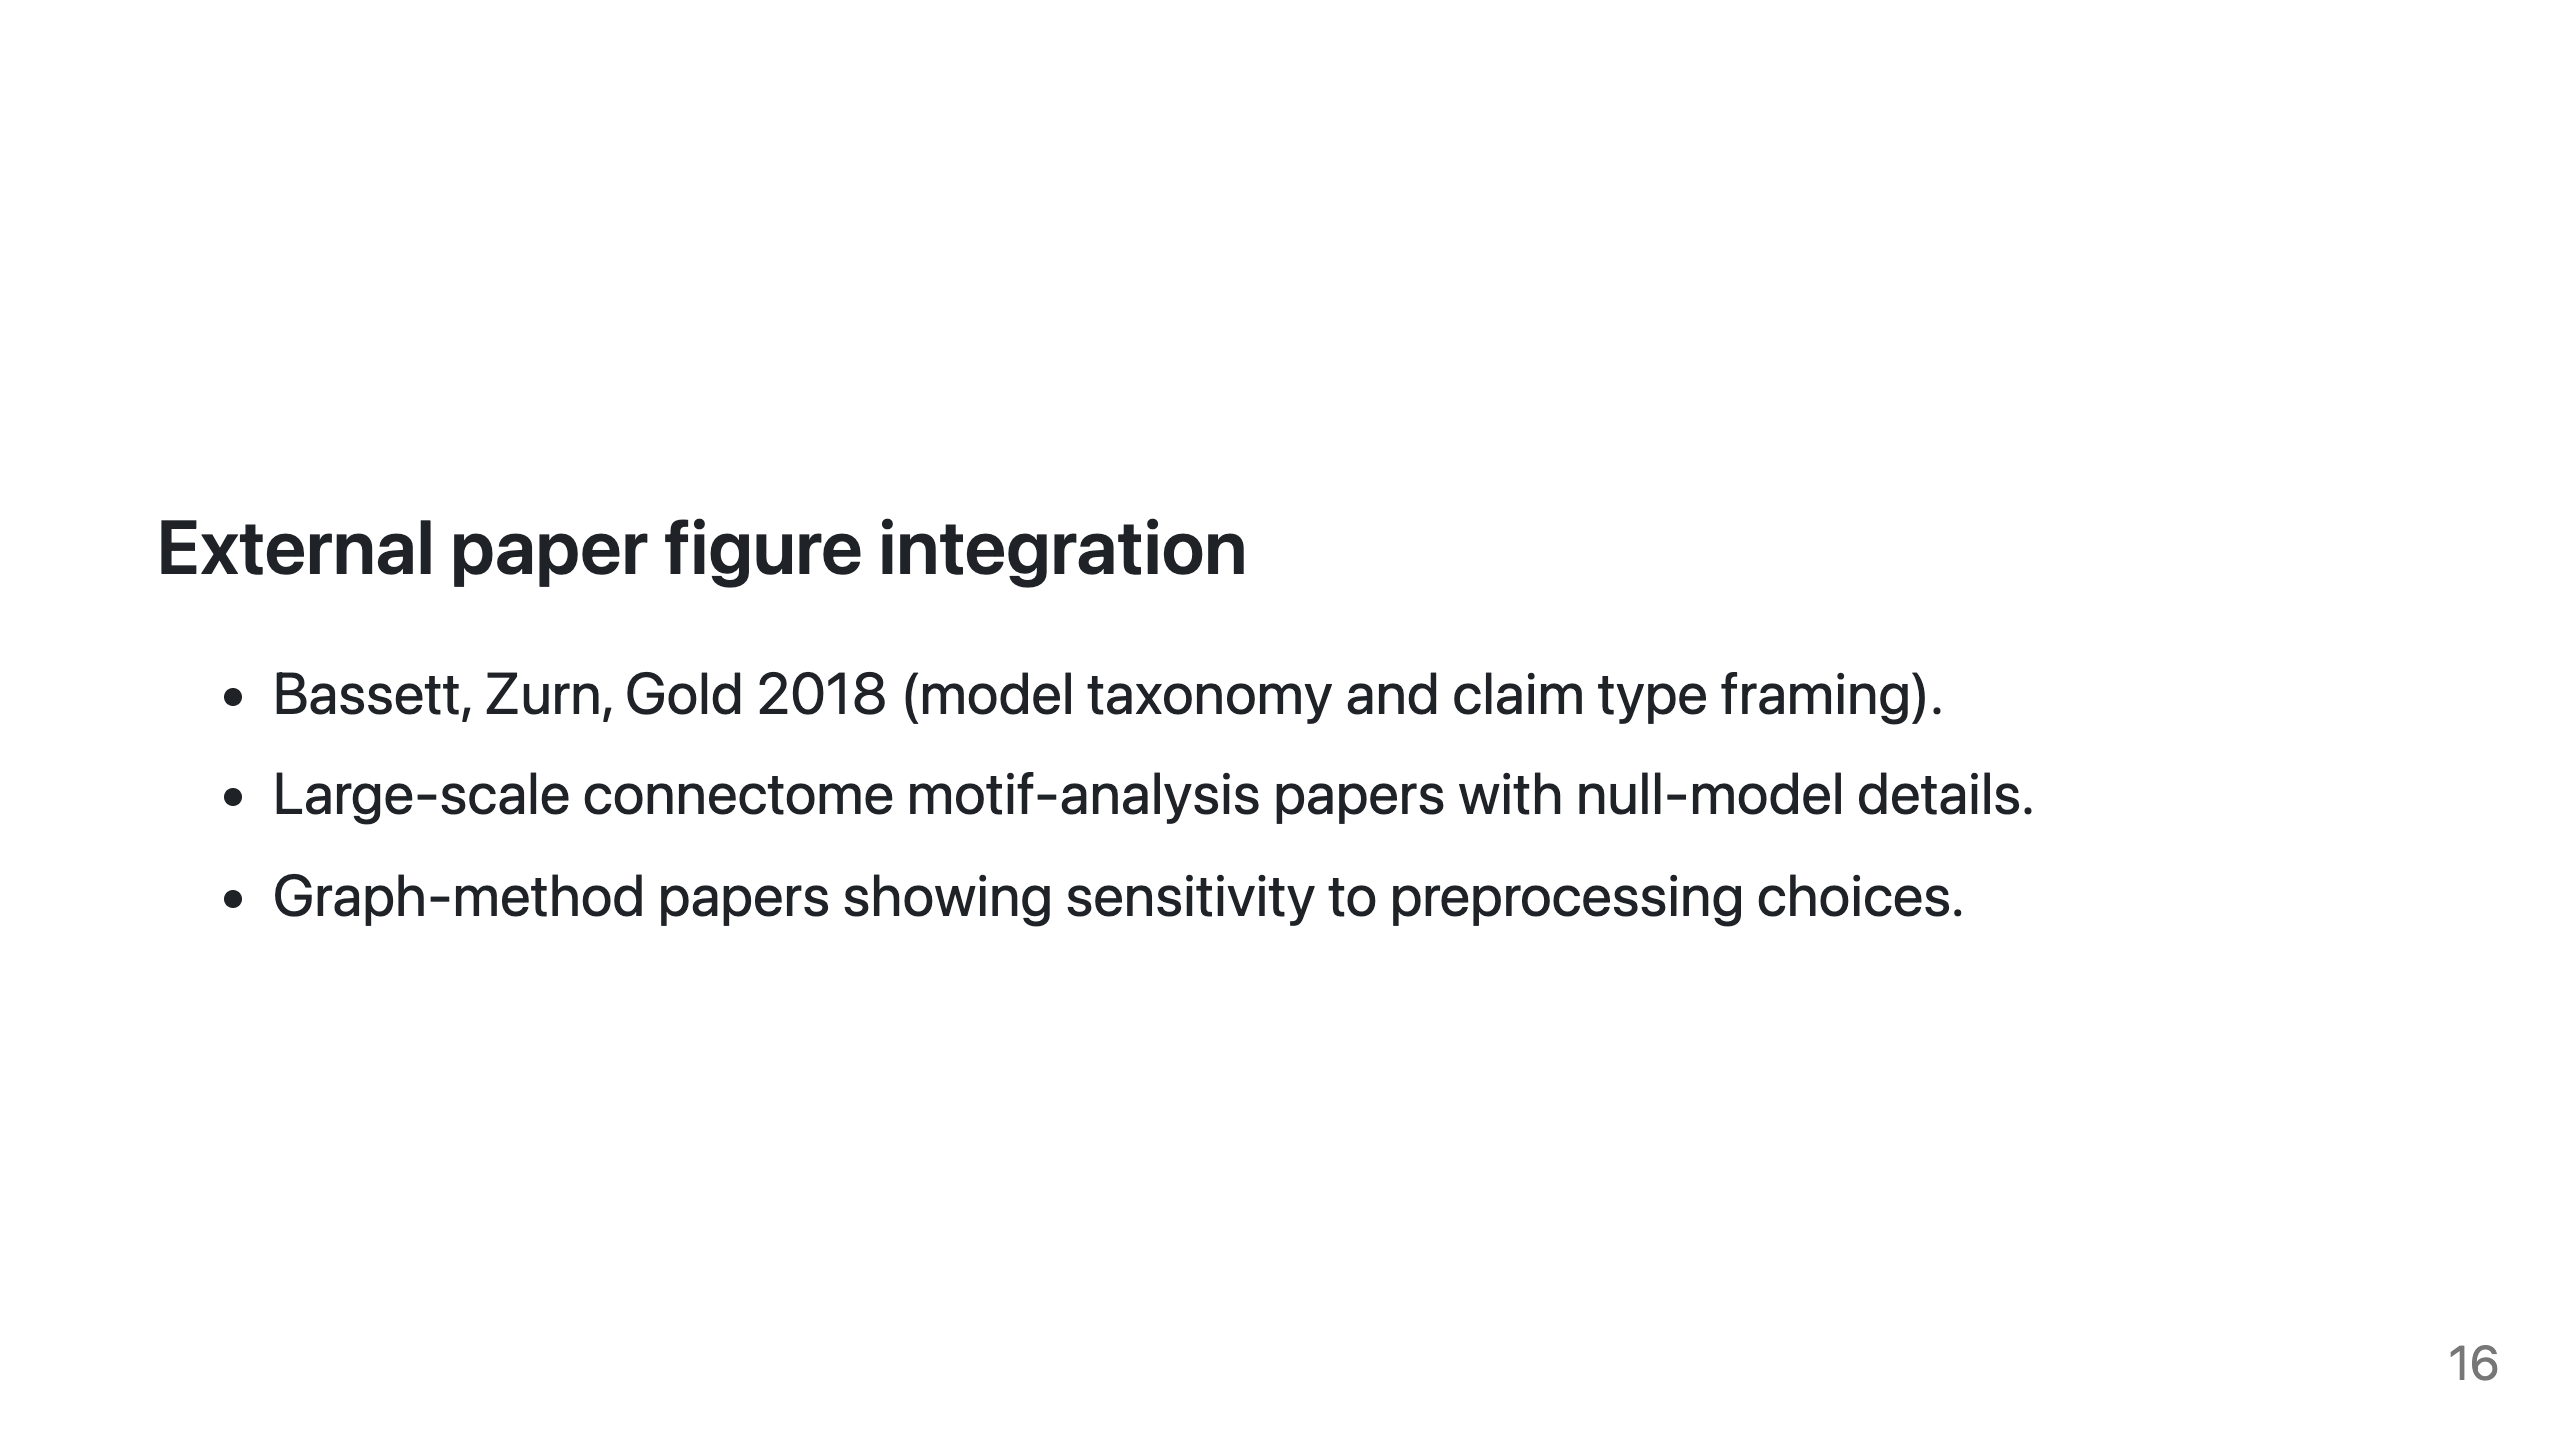 External paper figure integration
• Bassett, Zurn, Gold 2018 (model taxonomy and claim type framing).
• Large-scale connectome motif-analysis papers with null-model details.
• Graph-method papers showing sensitivity to preprocessing choices.
16